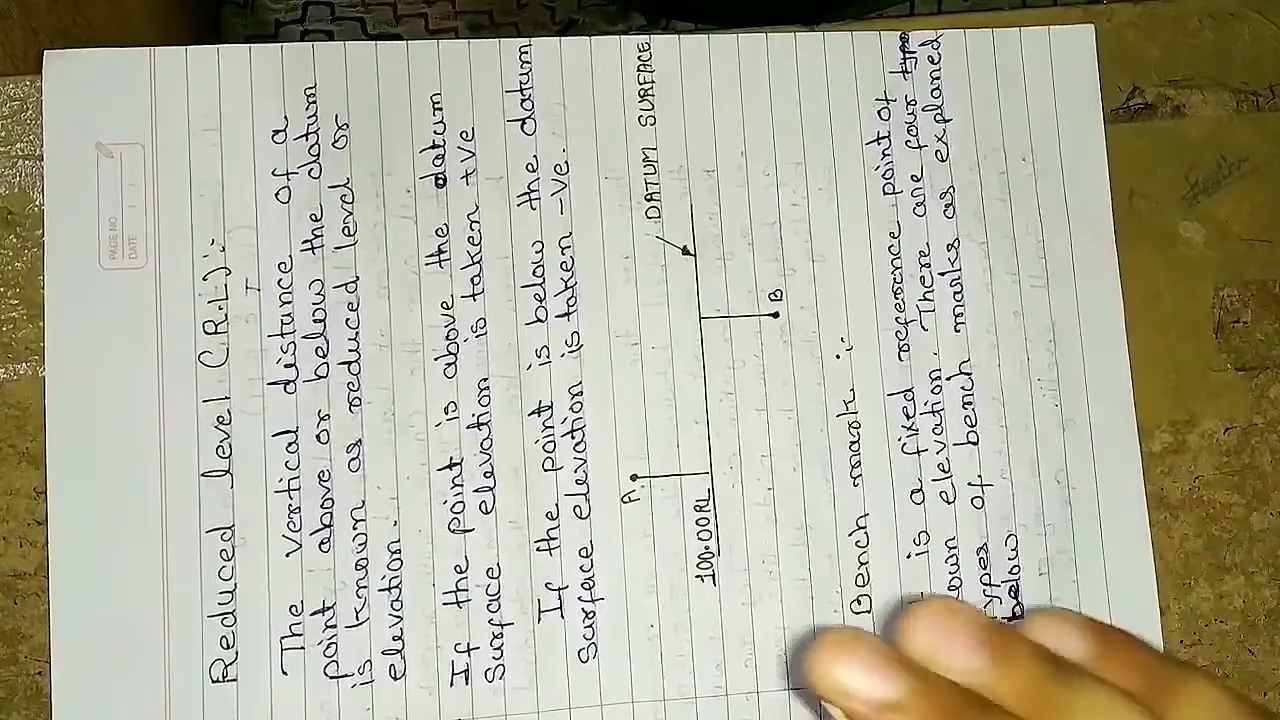 PAGE NO
DATE
Reduced level (R.L):-
The vertical distance of a
point above or below the datum
is known as reduced level or
elevation.
If the point is above the datum
surface elevation is taken +ve
If the point is below the datum
surface elevation is taken -ve.
DATUM SURFACE
A
100.00RL
B
Bench mark :-
is a fixed reference point of
elevation. There are four
types of bench marks as explaned
below